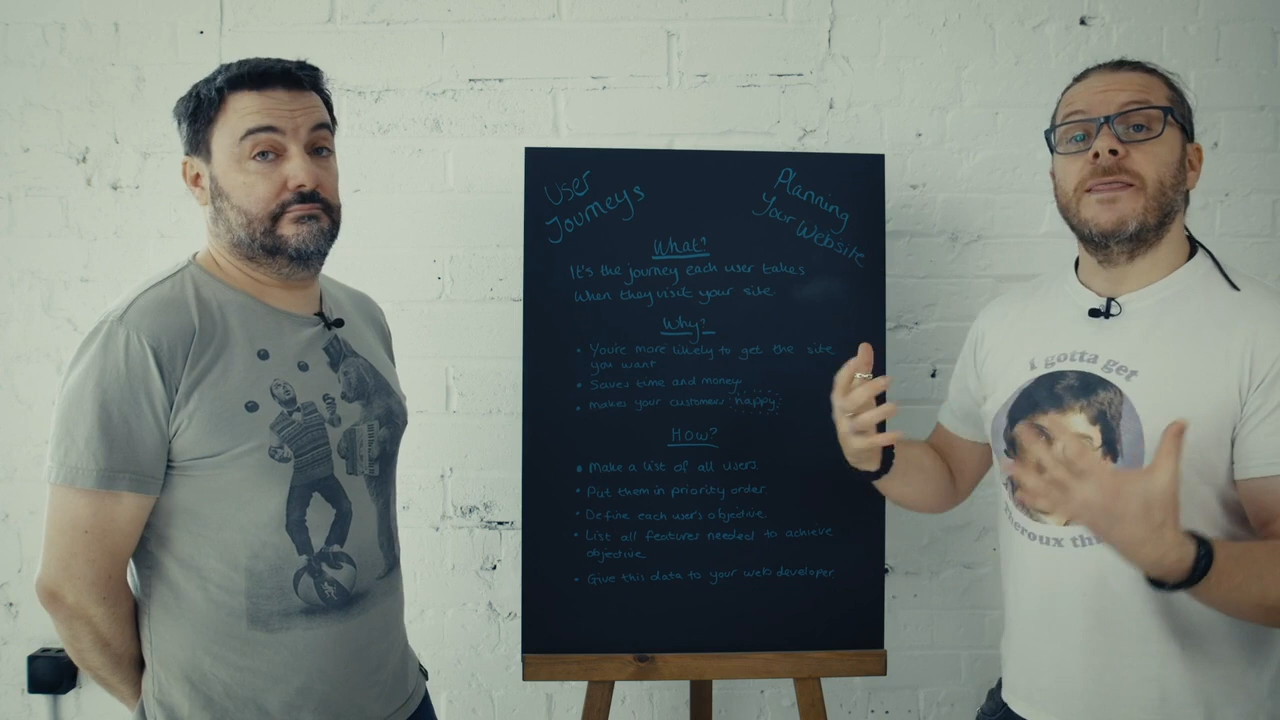 User
Journeys
Planning
Your Website
What?
It's the journey each user takes
When they visit your site.
Why?
• You're more likely to get the site
you want
• Saves time and money.
• Makes your customers happy.
How?
• Make a list of all users.
• Put them in priority order.
• Define each users objective.
• List all features needed to achieve
objective.
• Give this data to your web developer
I gotta get
Theroux